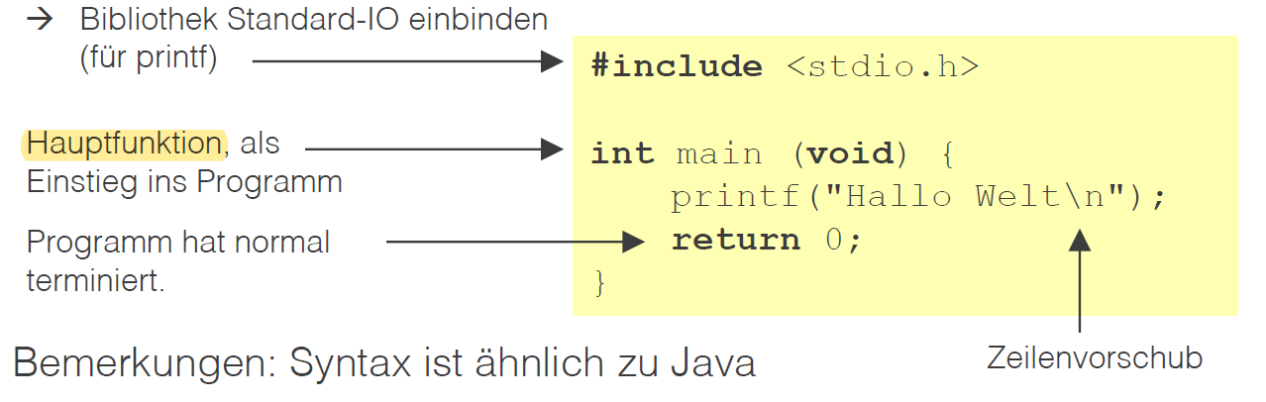 → Bibliothek Standard-IO einbinden
(für printf)
#include <stdio.h>
Hauptfunktion, als
Einstieg ins Programm
int main (void) {
printf("Hallo Welt\n");
Programm hat normal
terminiert.
return 0;
}
Zeilenvorschub
Bemerkungen: Syntax ist ähnlich zu Java